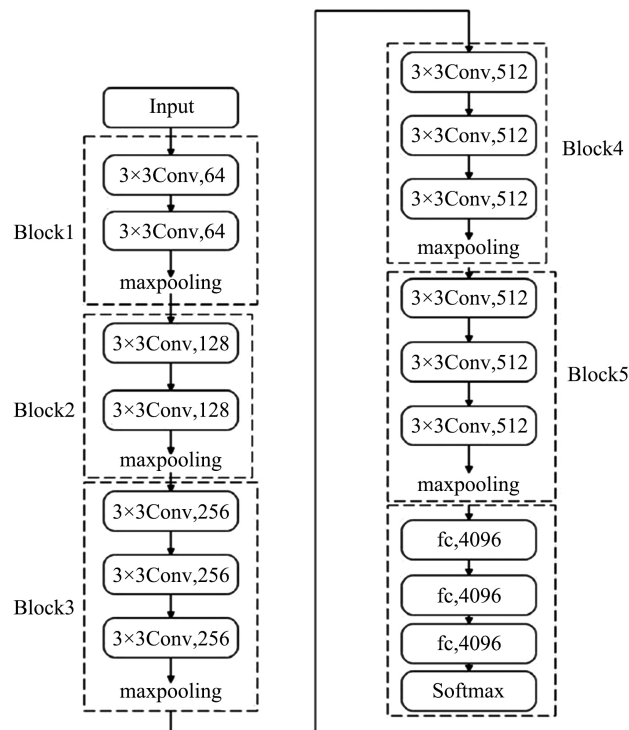 Input
Block1
3×3Conv,64
3×3Conv,64
maxpooling
Block2
3×3Conv,128
3×3Conv,128
maxpooling
Block3
3×3Conv,256
3×3Conv,256
3×3Conv,256
maxpooling
Block4
3×3Conv,512
3×3Conv,512
3×3Conv,512
maxpooling
Block5
3×3Conv,512
3×3Conv,512
3×3Conv,512
maxpooling
fc,4096
fc,4096
fc,4096
Softmax